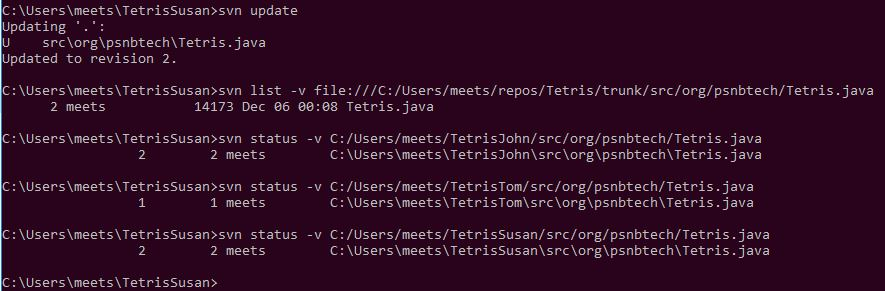 C:\Users\meets\TetrisSusan>svn update
Updating '.':
U    src\org\psnbtech\Tetris.java
Updated to revision 2.
C:\Users\meets\TetrisSusan>svn list -v file:///C:/Users/meets/repos/Tetris/trunk/src/org/psnbtech/Tetris.java
      2 meets           14173 Dec 06 00:08 Tetris.java
C:\Users\meets\TetrisSusan>svn status -v C:/Users/meets/TetrisJohn/src/org/psnbtech/Tetris.java
                 2        2 meets        C:\Users\meets\TetrisJohn\src\org\psnbtech\Tetris.java
C:\Users\meets\TetrisSusan>svn status -v C:/Users/meets/TetrisTom/src/org/psnbtech/Tetris.java
                 1        1 meets        C:\Users\meets\TetrisTom\src\org\psnbtech\Tetris.java
C:\Users\meets\TetrisSusan>svn status -v C:/Users/meets/TetrisSusan/src/org/psnbtech/Tetris.java
                 2        2 meets        C:\Users\meets\TetrisSusan\src\org\psnbtech\Tetris.java
C:\Users\meets\TetrisSusan>